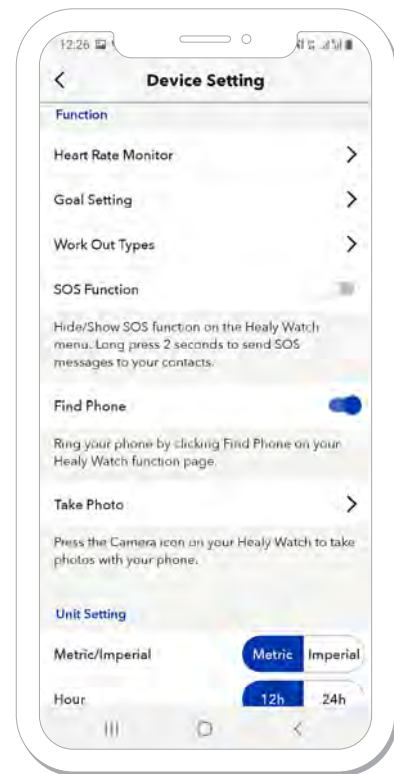 12:26
Device Setting
Function
Heart Rate Monitor
Goal Setting
Work Out Types
SOS Function
Hide/Show SOS function on the Healy Watch
menu. Long press 2 seconds to send SOS
messages to your contacts.
Find Phone
Ring your phone by clicking Find Phone on your
Healy Watch function page.
Take Photo
Press the Camera icon on your Healy Watch to take
photos with your phone.
Unit Setting
Metric/Imperial Metric Imperial
Hour 12h 24h